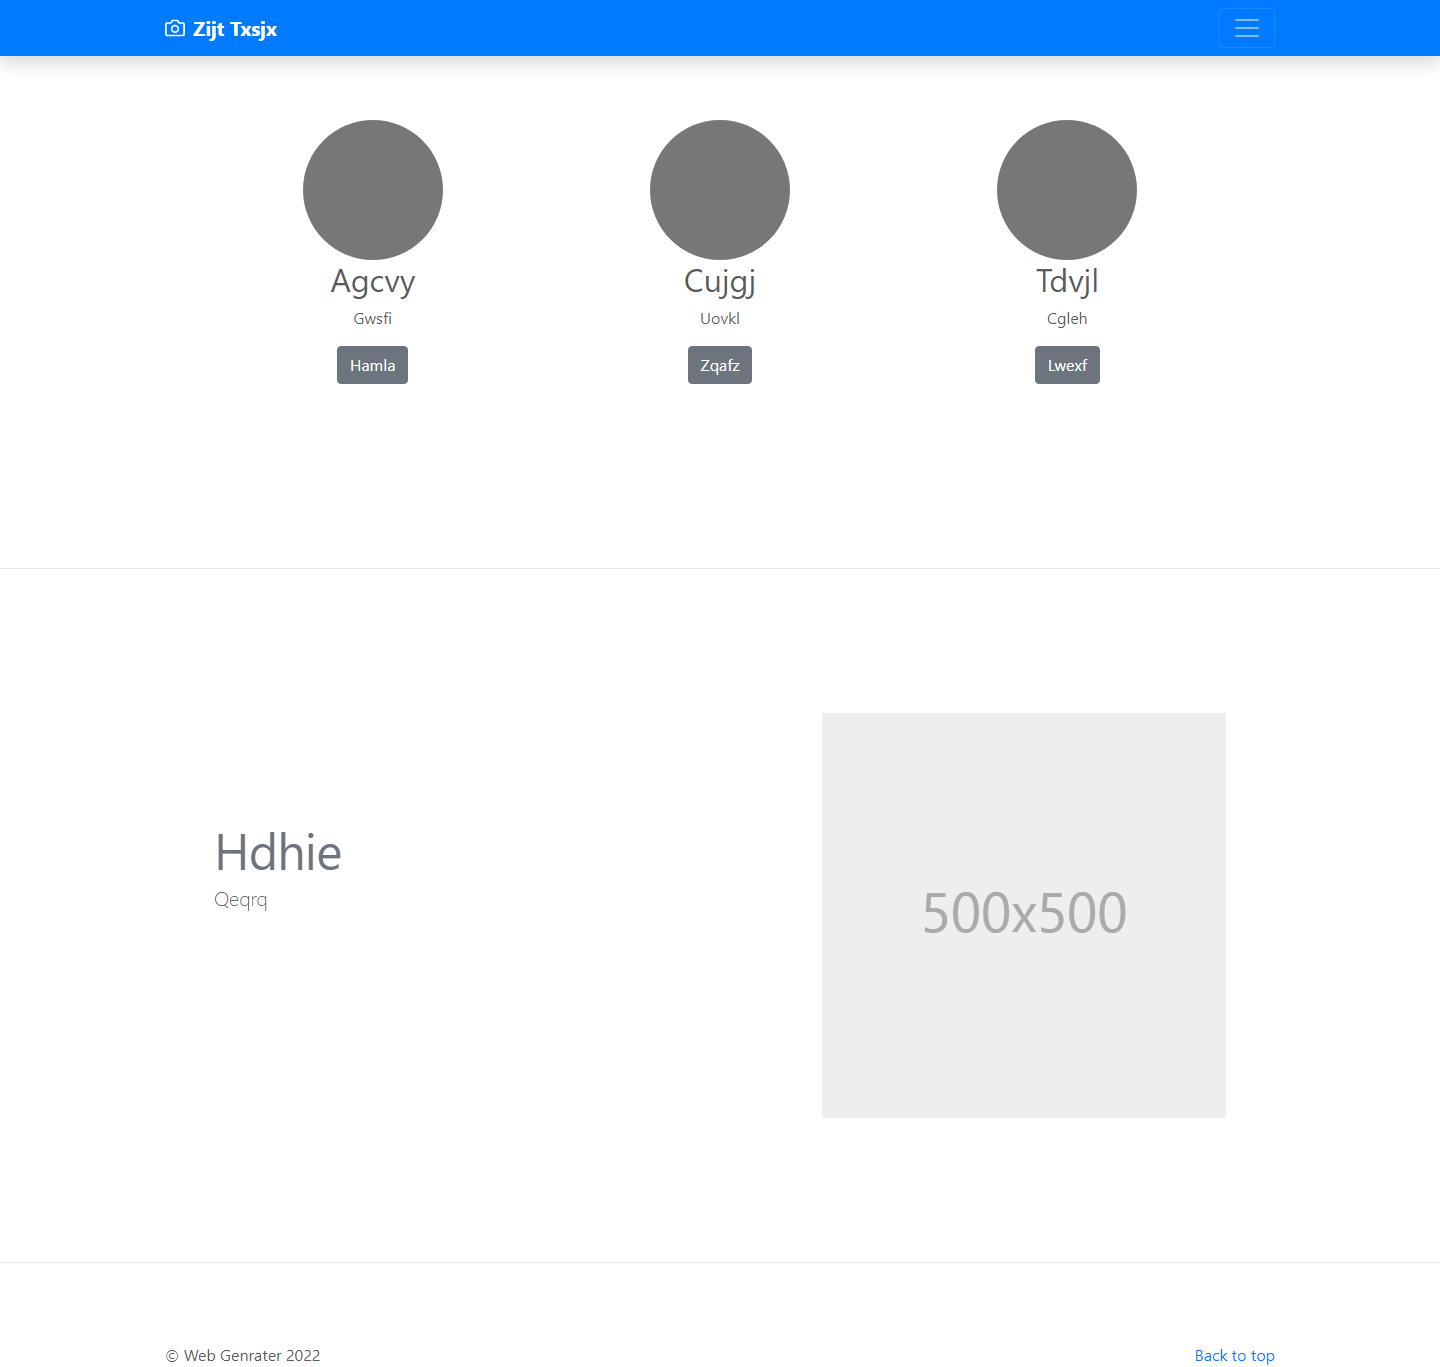 Zijt Txsjx
Agcvy
Gwsfi
Hamla
Cujgj
Uovkl
Zqafz
Tdvjl
Cgleh
Lwexf
Hdhie
Qeqrq
500x500
© Web Genrater 2022
Back to top